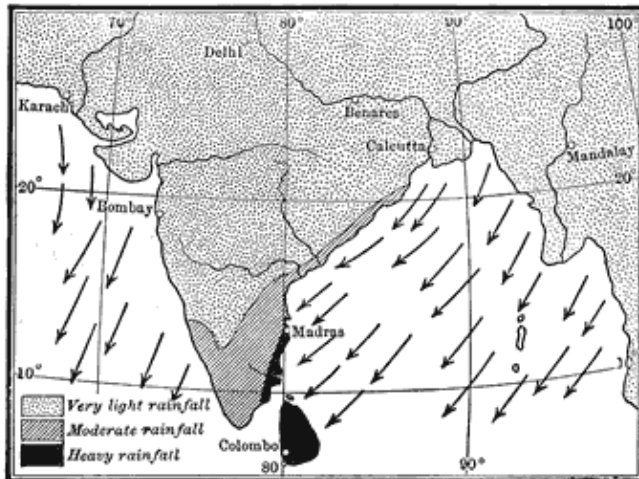 70°
80°
90
100°
Delhi
Karachi
Benares
Calcutta
Mandalay
20°
20°
Bombay
Madras
10°
Very light rainfall
Moderate rainfall
Heavy rainfall
Colombo
80
90°